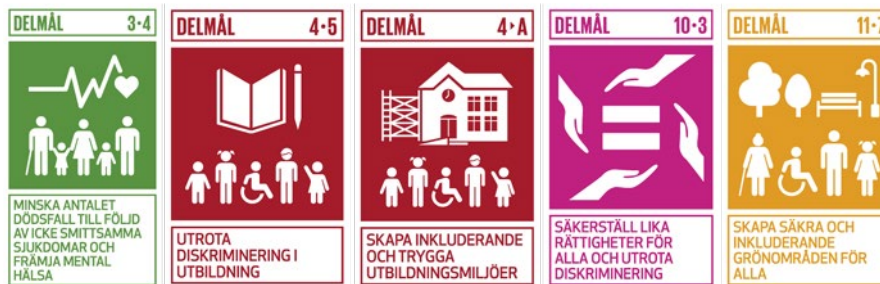 DELMÅL 3•4
MINSKA ANTALET
DÖDSFALL TILL FÖLJD
AV ICKE SMITTSAMMA
SJUKDOMAR OCH
FRÄMJA MENTAL
HÄLSA
DELMÅL 4•5
UTROTA
DISKRIMINERING I
UTBILDNING
DELMÅL 4‣A
SKAPA INKLUDERANDE
OCH TRYGGA
UTBILDNINGSMILJÖER
DELMÅL 10•3
SÄKERSTÄLL LIKA
RÄTTIGHETER FÖR
ALLA OCH UTROTA
DISKRIMINERING
DELMÅL 11•7
SKAPA SÄKRA OCH
INKLUDERANDE
GRÖNOMRÅDEN FÖR
ALLA